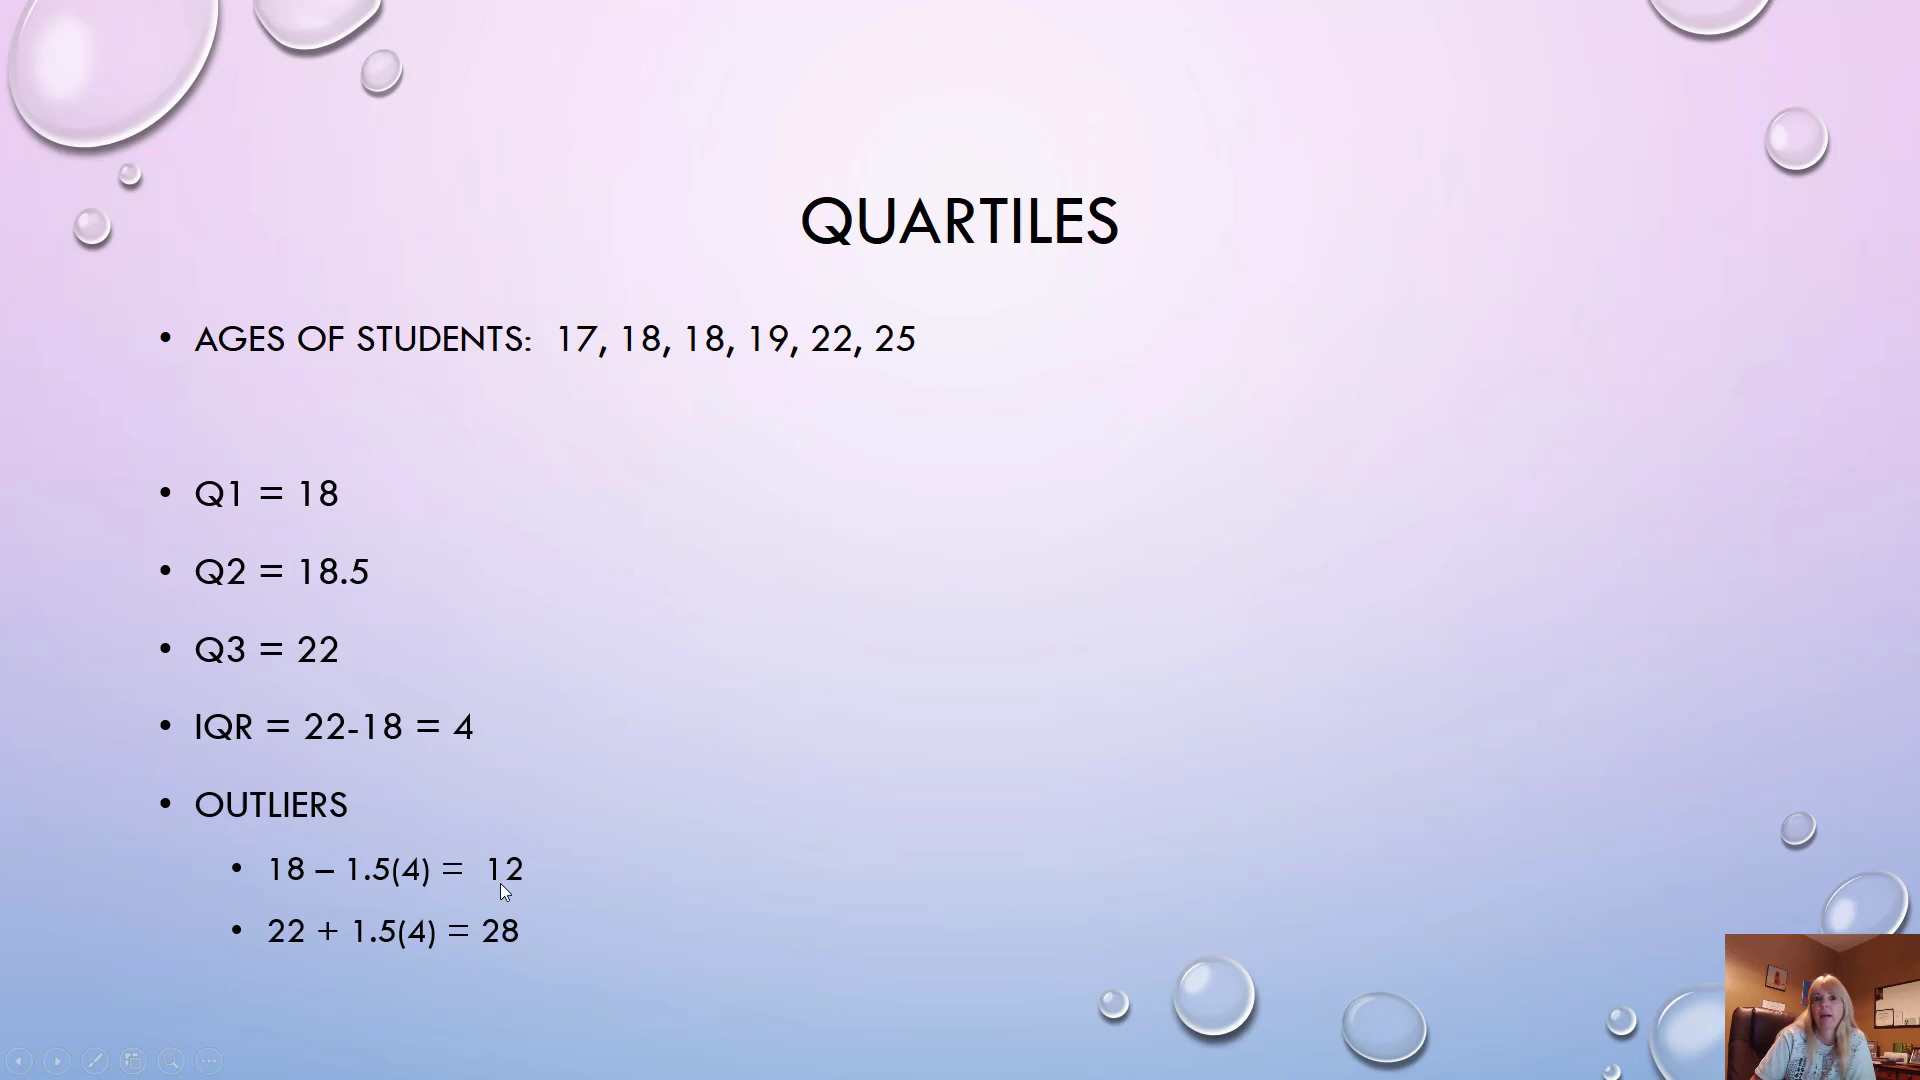 QUARTILES
• AGES OF STUDENTS: 17, 18, 18, 19, 22, 25
• Q1 = 18
• Q2 = 18.5
• Q3 = 22
• IQR = 22-18 = 4
• OUTLIERS
• 18 – 1.5(4) = 12
• 22 + 1.5(4) = 28